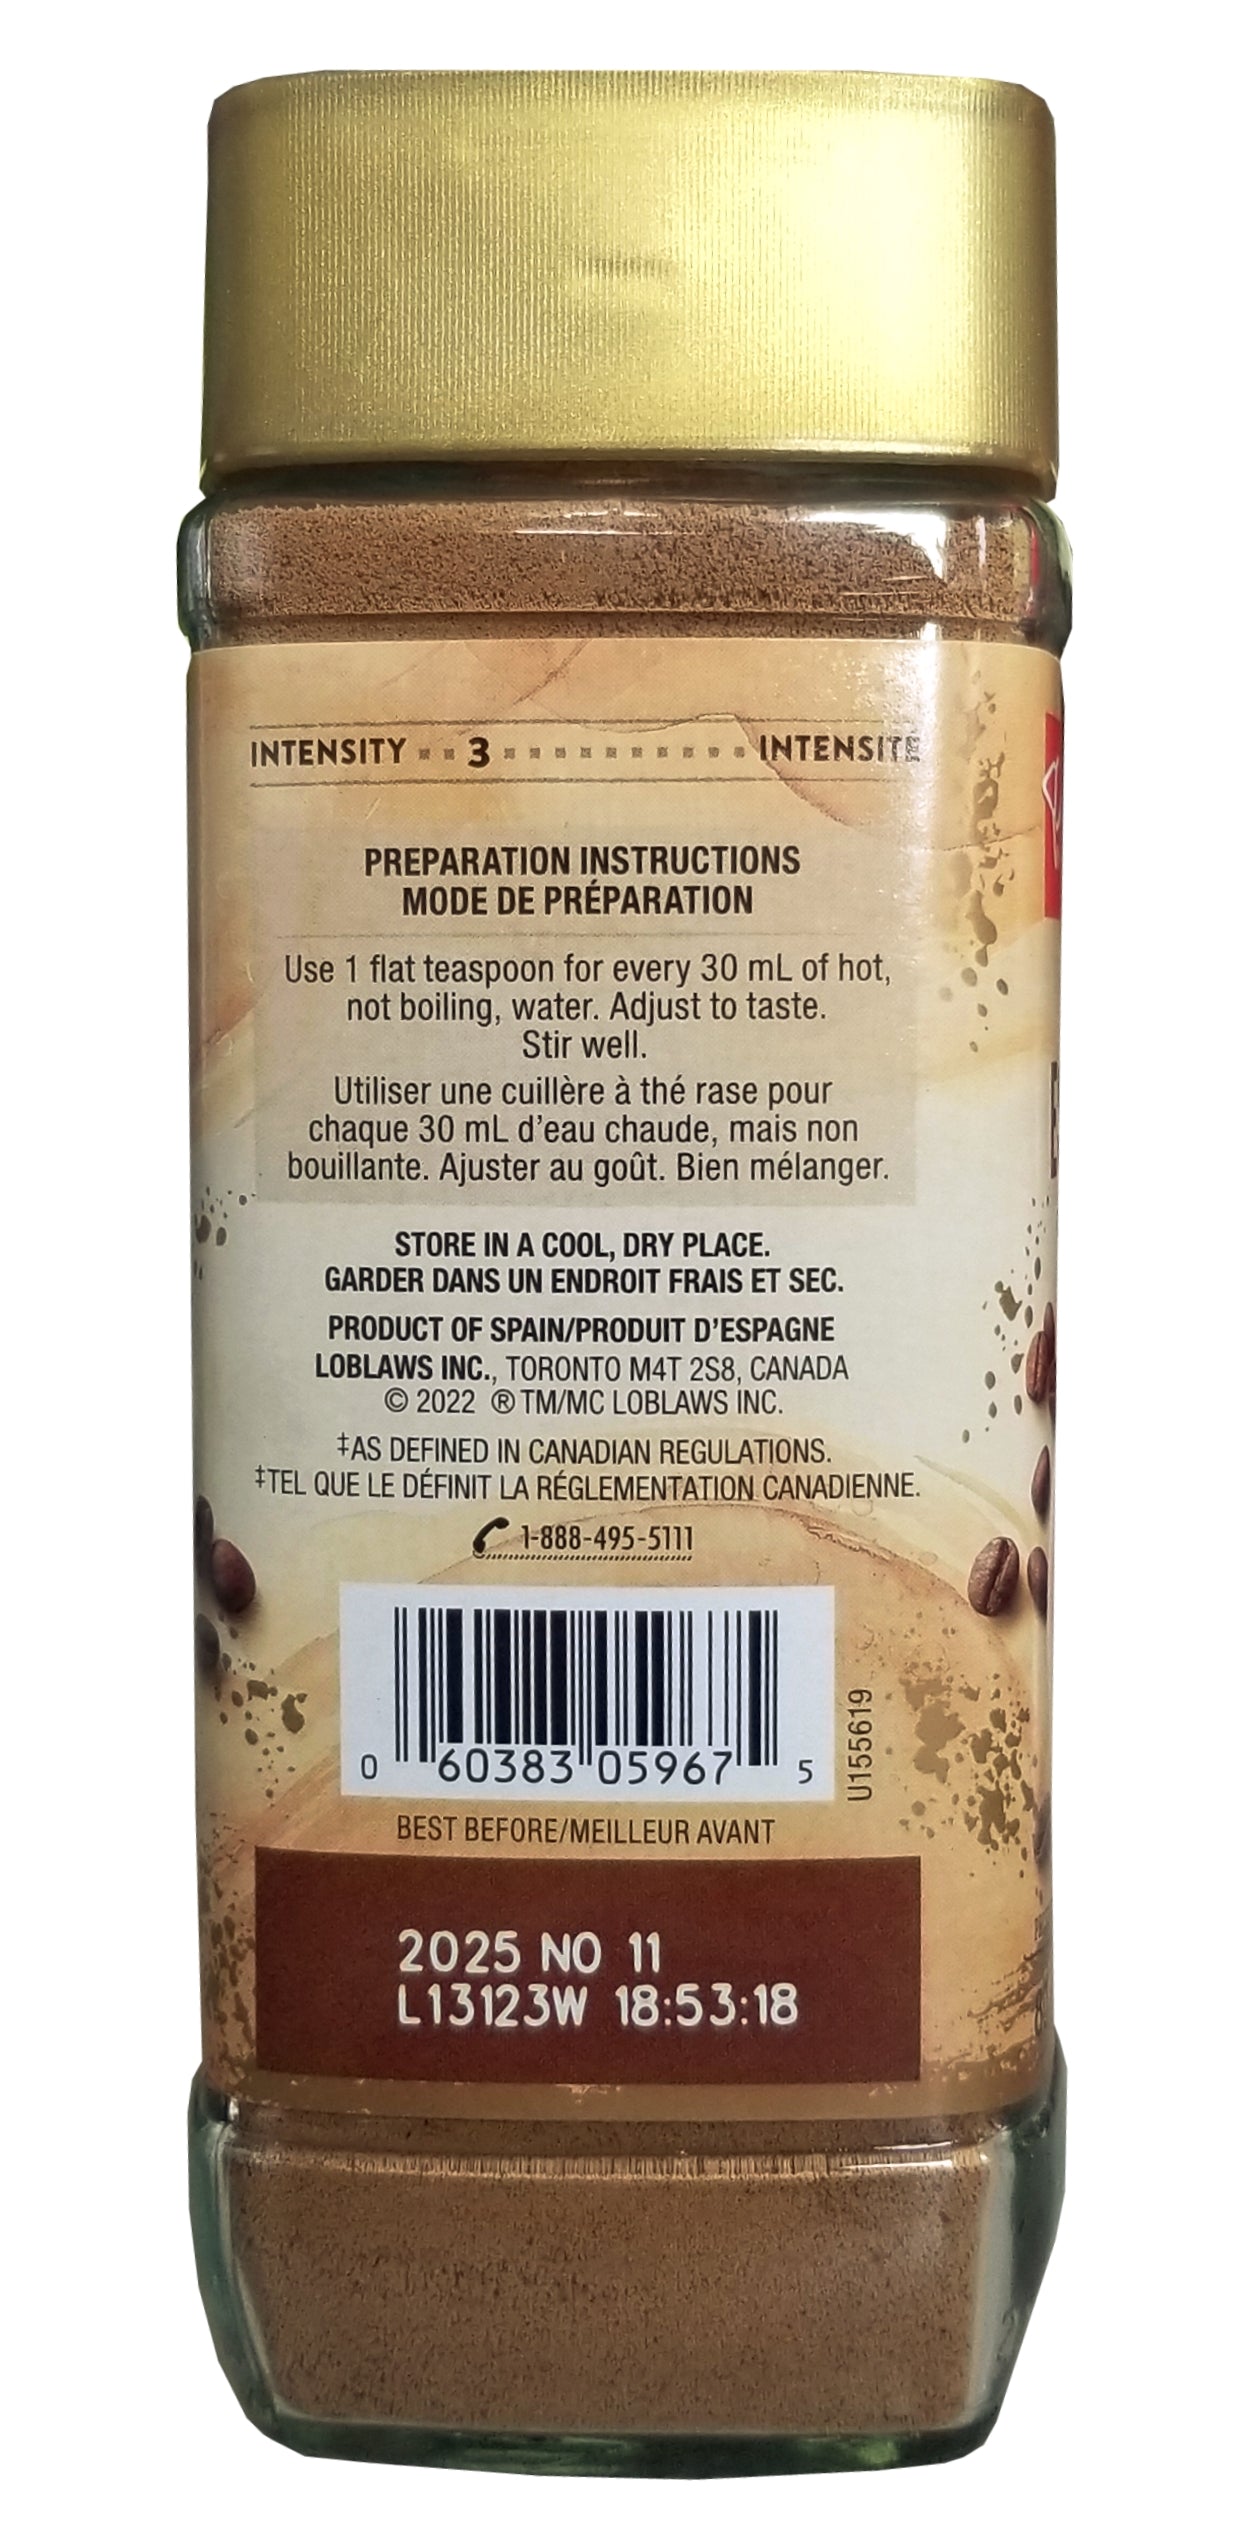 INTENSITY 3 INTENSITÉ
PREPARATION INSTRUCTIONS
MODE DE PRÉPARATION
Use 1 flat teaspoon for every 30 mL of hot,
not boiling, water. Adjust to taste.
Stir well.
Utiliser une cuillère à thé rase pour
chaque 30 mL d'eau chaude, mais non
bouillante. Ajuster au goût. Bien mélanger.
STORE IN A COOL, DRY PLACE.
GARDER DANS UN ENDROIT FRAIS ET SEC.
PRODUCT OF SPAIN/PRODUIT D'ESPAGNE
LOBLAWS INC., TORONTO M4T 2S8, CANADA
© 2022 ® TM/MC LOBLAWS INC.
‡AS DEFINED IN CANADIAN REGULATIONS.
‡TEL QUE LE DÉFINIT LA RÉGLEMENTATION CANADIENNE.
1-888-495-5111
0 60383 05967 5
U155619
BEST BEFORE/MEILLEUR AVANT
2025 NO 11
L13123W 18:53:18